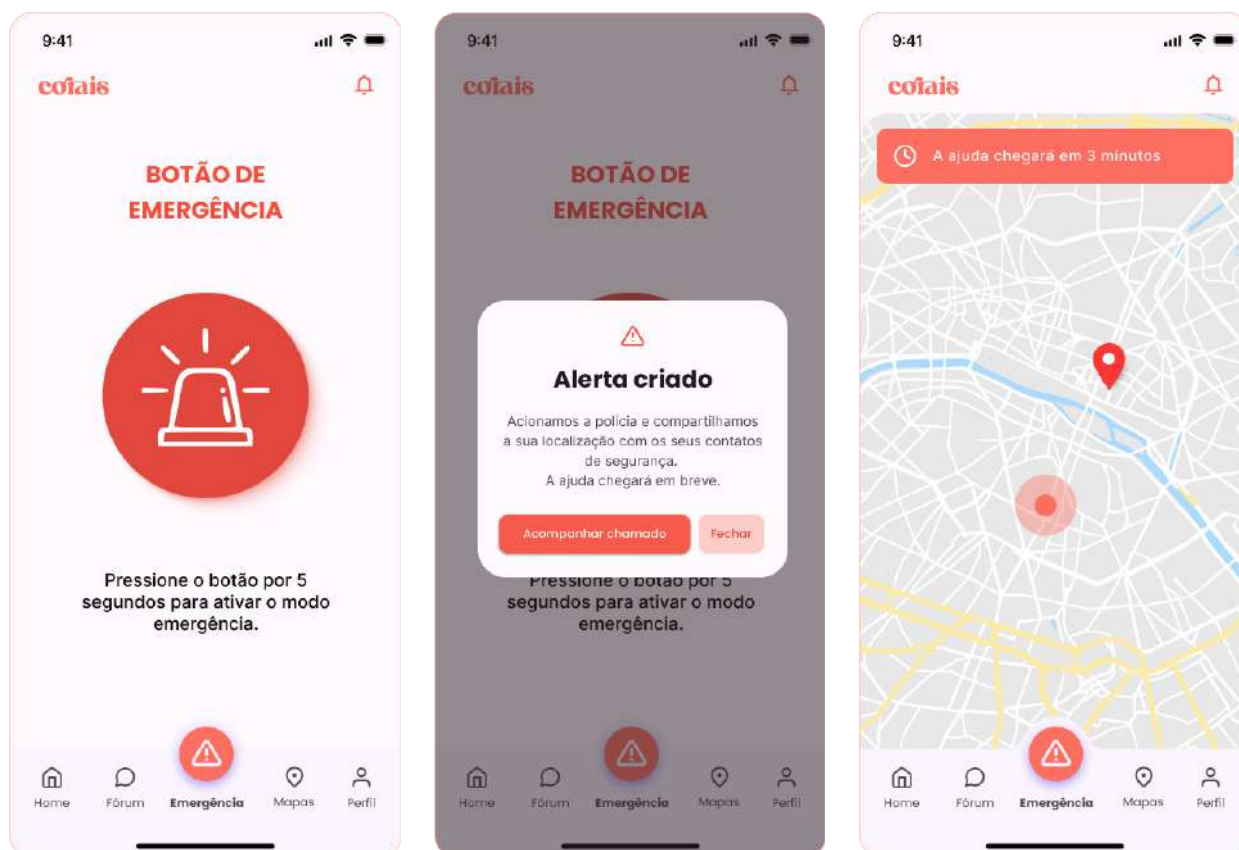 9:41
corais
BOTÃO DE
EMERGÊNCIA
Pressione o botão por 5
segundos para ativar o modo
emergência.
Home Fórum Emergência Mapas Perfil
9:41
corais
BOTÃO DE
EMERGÊNCIA
Alerta criado
Acionamos a polícia e compartilhamos
a sua localização com os seus contatos
de segurança.
A ajuda chegará em breve.
Acompanhar chamado Fechar
Pressione o botão por 5
segundos para ativar o modo
emergência.
Home Fórum Emergência Mapas Perfil
9:41
corais
A ajuda chegará em 3 minutos
Home Fórum Emergência Mapas Perfil